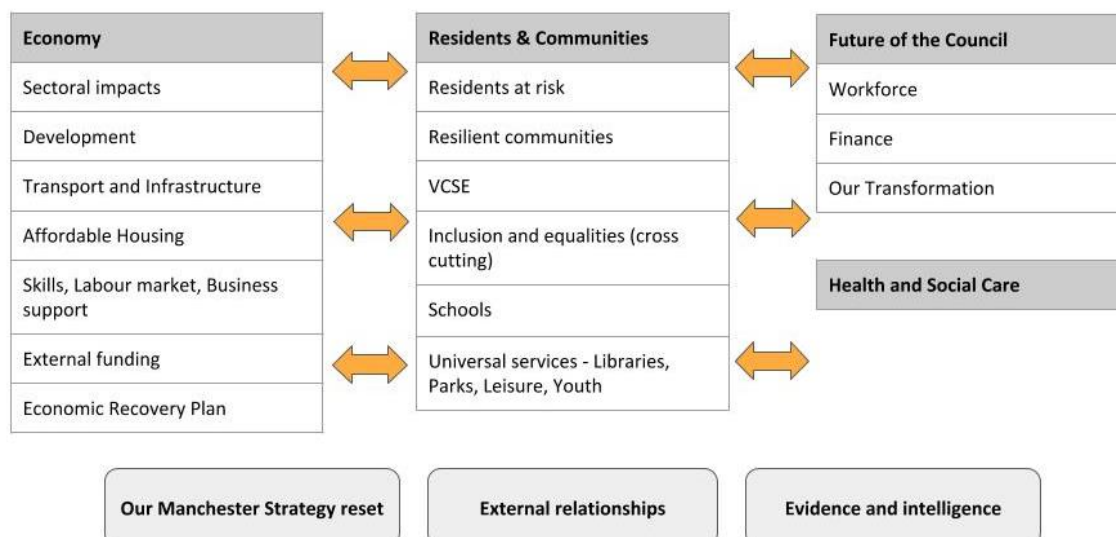 Economy
Sectoral impacts
Development
Transport and Infrastructure
Affordable Housing
Skills, Labour market, Business
support
External funding
Economic Recovery Plan
Residents & Communities
Residents at risk
Resilient communities
VCSE
Inclusion and equalities (cross
cutting)
Schools
Universal services - Libraries,
Parks, Leisure, Youth
Future of the Council
Workforce
Finance
Our Transformation
Health and Social Care
Our Manchester Strategy reset
External relationships
Evidence and intelligence